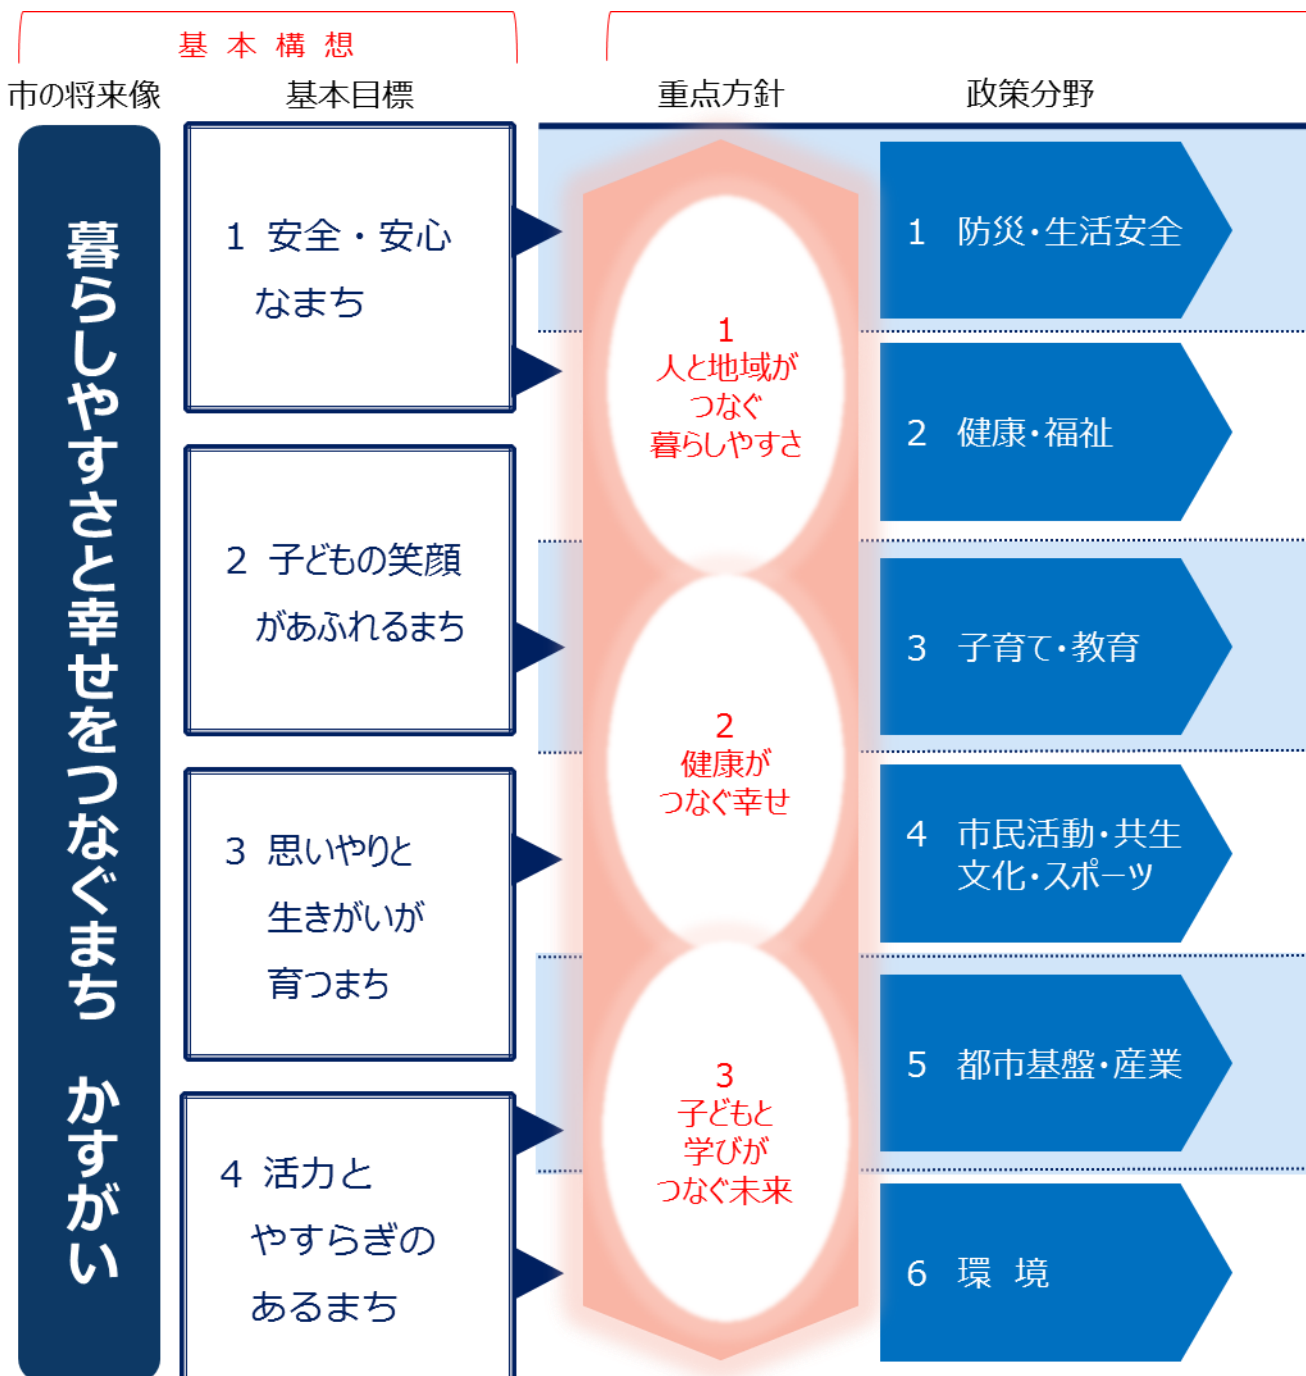 基本構想
市の将来像
基本目標
重点方針
政策分野
暮らしやすさと幸せをつなぐまち　かすがい
1 安全・安心
なまち
2 子どもの笑顔
があふれるまち
3 思いやりと
生きがいが
育つまち
4 活力と
やすらぎの
あるまち
1
人と地域が
つなぐ
暮らしやすさ
2
健康が
つなぐ幸せ
3
子どもと
学びが
つなぐ未来
1 防災・生活安全
2 健康・福祉
3 子育て・教育
4 市民活動・共生
文化・スポーツ
5 都市基盤・産業
6 環 境